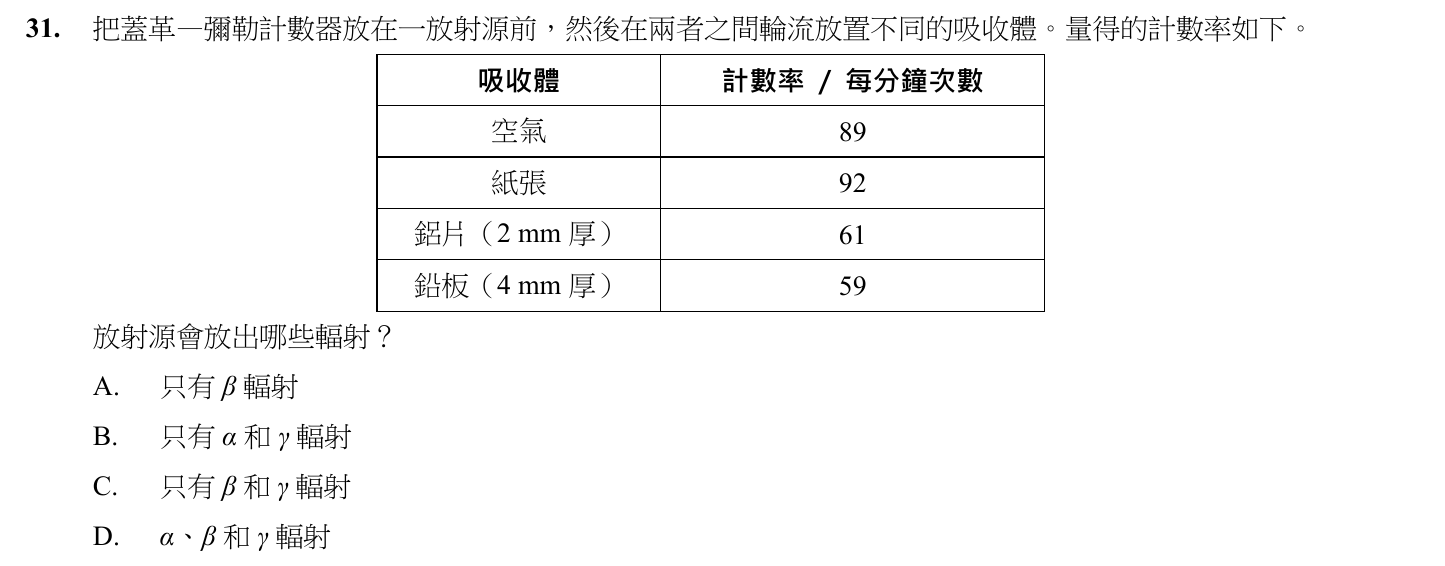 31. 把蓋革—彌勒計數器放在一放射源前，然後在兩者之間輪流放置不同的吸收體。量得的計數率如下。
吸收體 計數率 / 每分鐘次數
空氣 89
紙張 92
鋁片（2 mm 厚） 61
鉛板（4 mm 厚） 59
放射源會放出哪些輻射？
A. 只有 β 輻射
B. 只有 α 和 γ 輻射
C. 只有 β 和 γ 輻射
D. α、β 和 γ 輻射